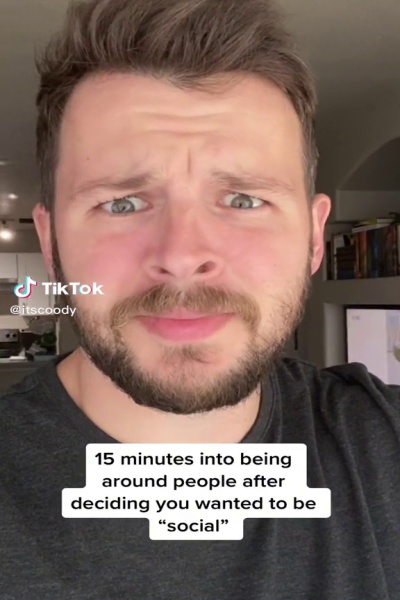 TikTok
@itscoody
15 minutes into being
around people after
deciding you wanted to be
“social”